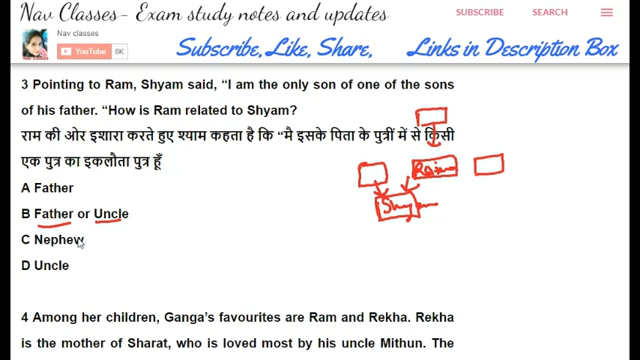 Nav Classes- Exam study notes and updates
SUBSCRIBE
Nav classes
YouTube 6K
Subscribe, Like, Share, Links in Description Box
3 Pointing to Ram, Shyam said, “I am the only son of one of the sons
of his father. “How is Ram related to Shyam?
राम की ओर इशारा करते हुए श्याम कहता है कि “मै इसके पिता के पुत्रीं में से किसी
एक पुत्र का इकलौता पुत्र हूँ
Ram
Shyam
A Father
B Father or Uncle
C Nephew
D Uncle
4 Among her children, Ganga’s favourites are Ram and Rekha. Rekha
is the mother of Sharat, who is loved most by his uncle Mithun. The